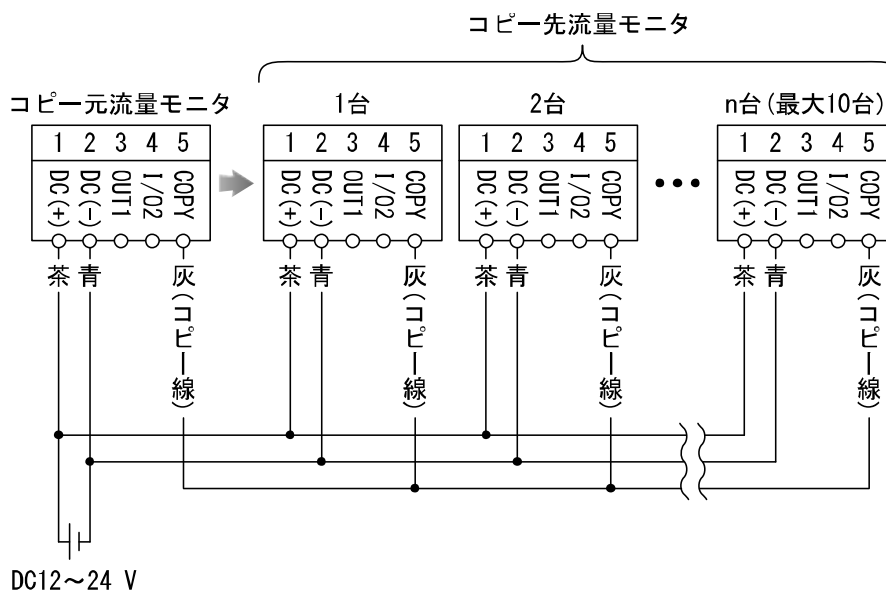 コピー先流量モニタ
コピー元流量モニタ
1台
2台
n台(最大10台)
1 2 3 4 5
DC(+) DC(-) OUT1 I/O2 COPY
1 2 3 4 5
DC(+) DC(-) OUT1 I/O2 COPY
1 2 3 4 5
DC(+) DC(-) OUT1 I/O2 COPY
•••
1 2 3 4 5
DC(+) DC(-) OUT1 I/O2 COPY
茶 青 灰(コピー線)
茶 青 灰(コピー線)
茶 青 灰(コピー線)
茶 青 灰(コピー線)
DC12～24 V